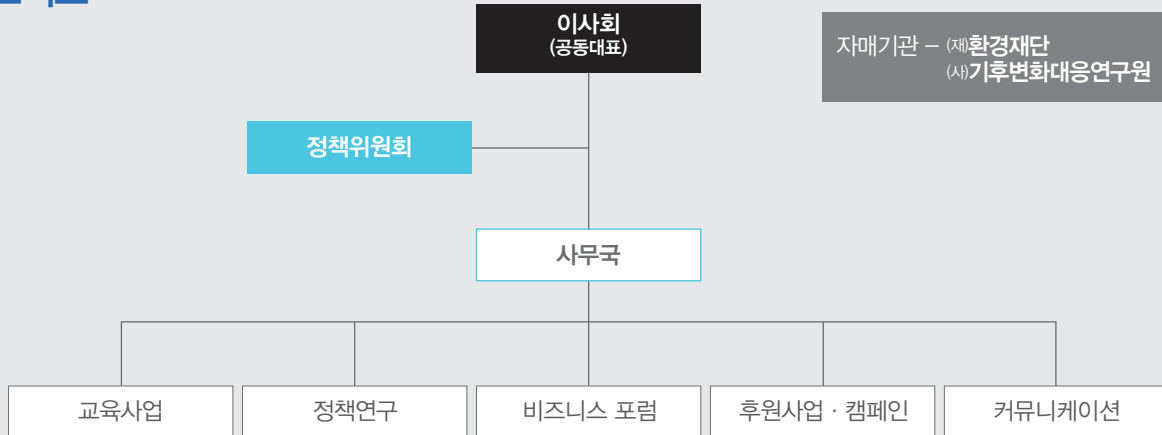 이사회
(공동대표)
자매기관 – (재)환경재단
(사)기후변화대응연구원
정책위원회
사무국
교육사업
정책연구
비즈니스 포럼
후원사업 · 캠페인
커뮤니케이션